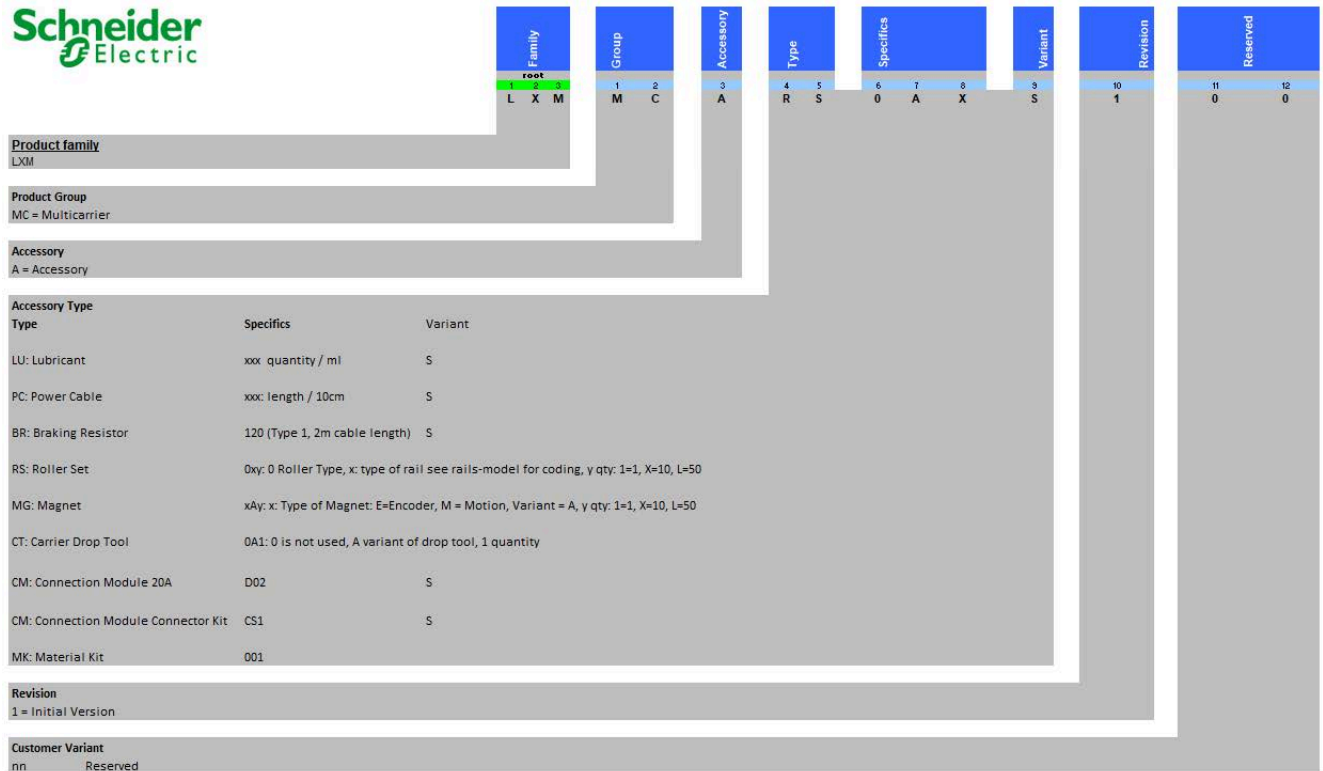 Schneider
Electric
Family Group Accessory Type Specifics Variant Revision Reserved
root
1 2 3 1 2 3 4 5 6 7 8 9 10 11 12
L X M M C A R S 0 A X S 1 0 0
Product family
LXM
Product Group
MC = Multicarrier
Accessory
A = Accessory
Accessory Type
Type Specifics Variant
LU: Lubricant xxx quantity / ml S
PC: Power Cable xxx: length / 10cm S
BR: Braking Resistor 120 (Type 1, 2m cable length) S
RS: Roller Set 0xy: 0 Roller Type, x: type of rail see rails-model for coding, y qty: 1=1, X=10, L=50
MG: Magnet xAy: x: Type of Magnet: E=Encoder, M = Motion, Variant = A, y qty: 1=1, X=10, L=50
CT: Carrier Drop Tool 0A1: 0 is not used, A variant of drop tool, 1 quantity
CM: Connection Module 20A D02 S
CM: Connection Module Connector Kit CS1 S
MK: Material Kit 001
Revision
1 = Initial Version
Customer Variant
nn Reserved